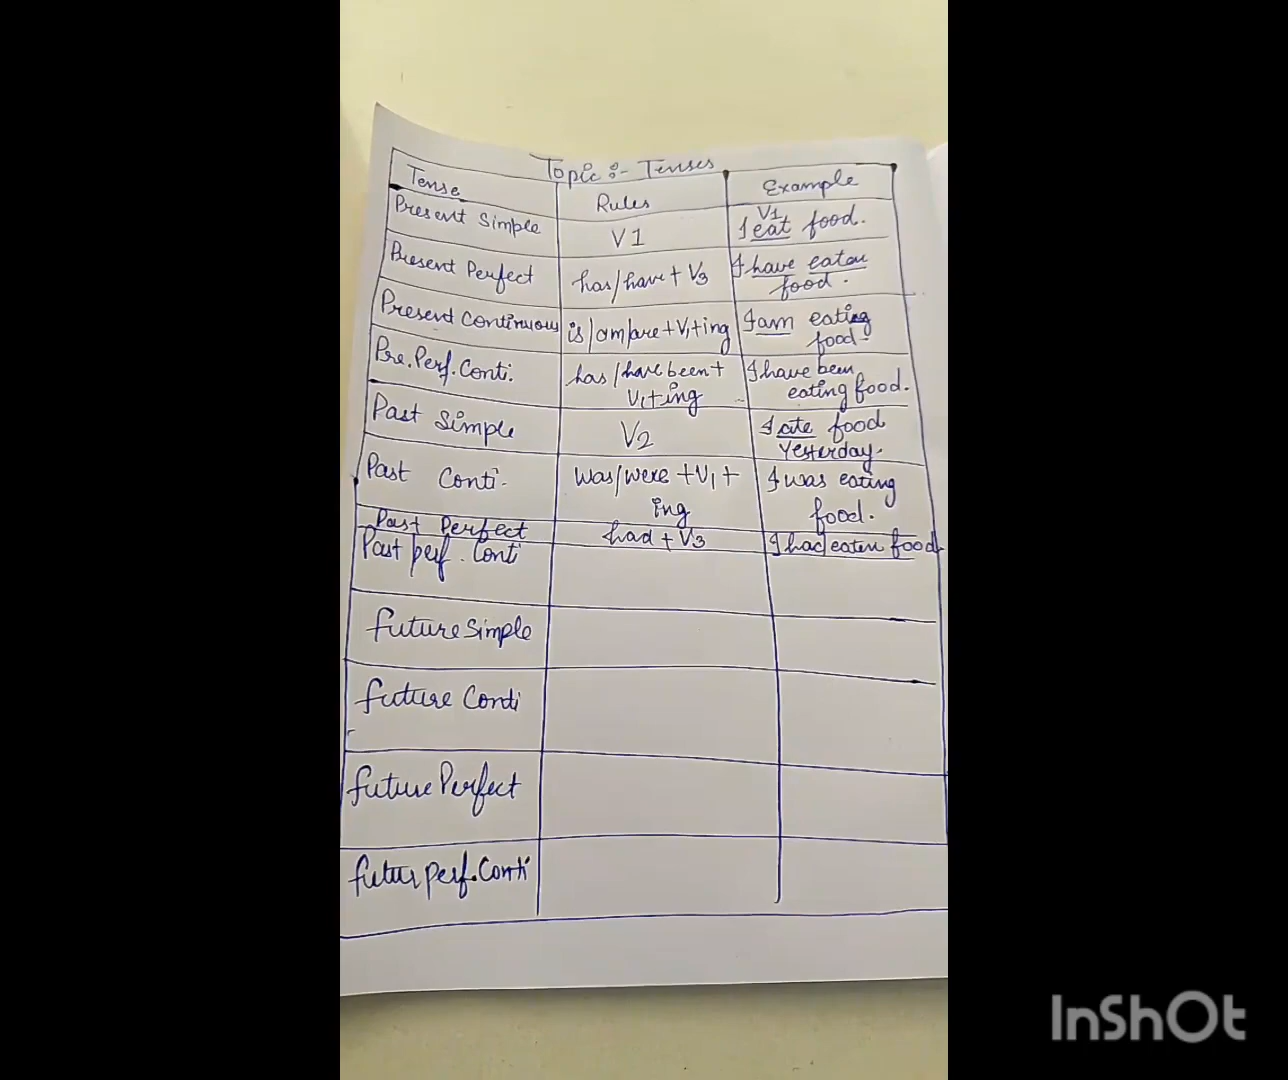 Topic :- Tenses
Tense Rules Example
Present Simple V1 V1 I eat food.
Present Perfect has/have + V3 I have eaten
food.
Present Continuous is/am/are + V1 + ing I am eating
food.
Pre. Perf. Conti. has/have been + I have been
V1 + ing eating food.
Past Simple V2 I ate food
Yesterday.
Past Conti. was/were + V1 + I was eating
ing food.
Past Perfect had + V3 I had eaten food
Past perf. Conti
future Simple
future Conti
future Perfect
futur perf. Conti
InShOt